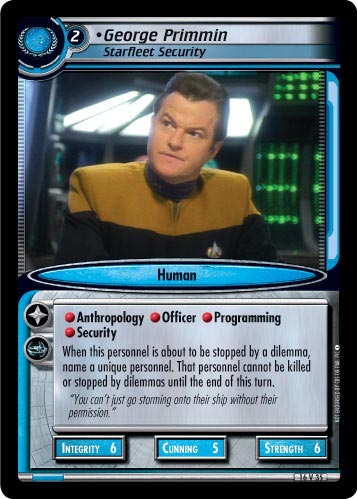 2
•George Primmin
Starfleet Security
Human
Anthropology Officer Programming
Security
When this personnel is about to be stopped by a dilemma,
name a unique personnel. That personnel cannot be killed
or stopped by dilemmas until the end of this turn.
"You can't just go storming onto their ship without their
permission."
Integrity 6 Cunning 5 Strength 6
16 V 35